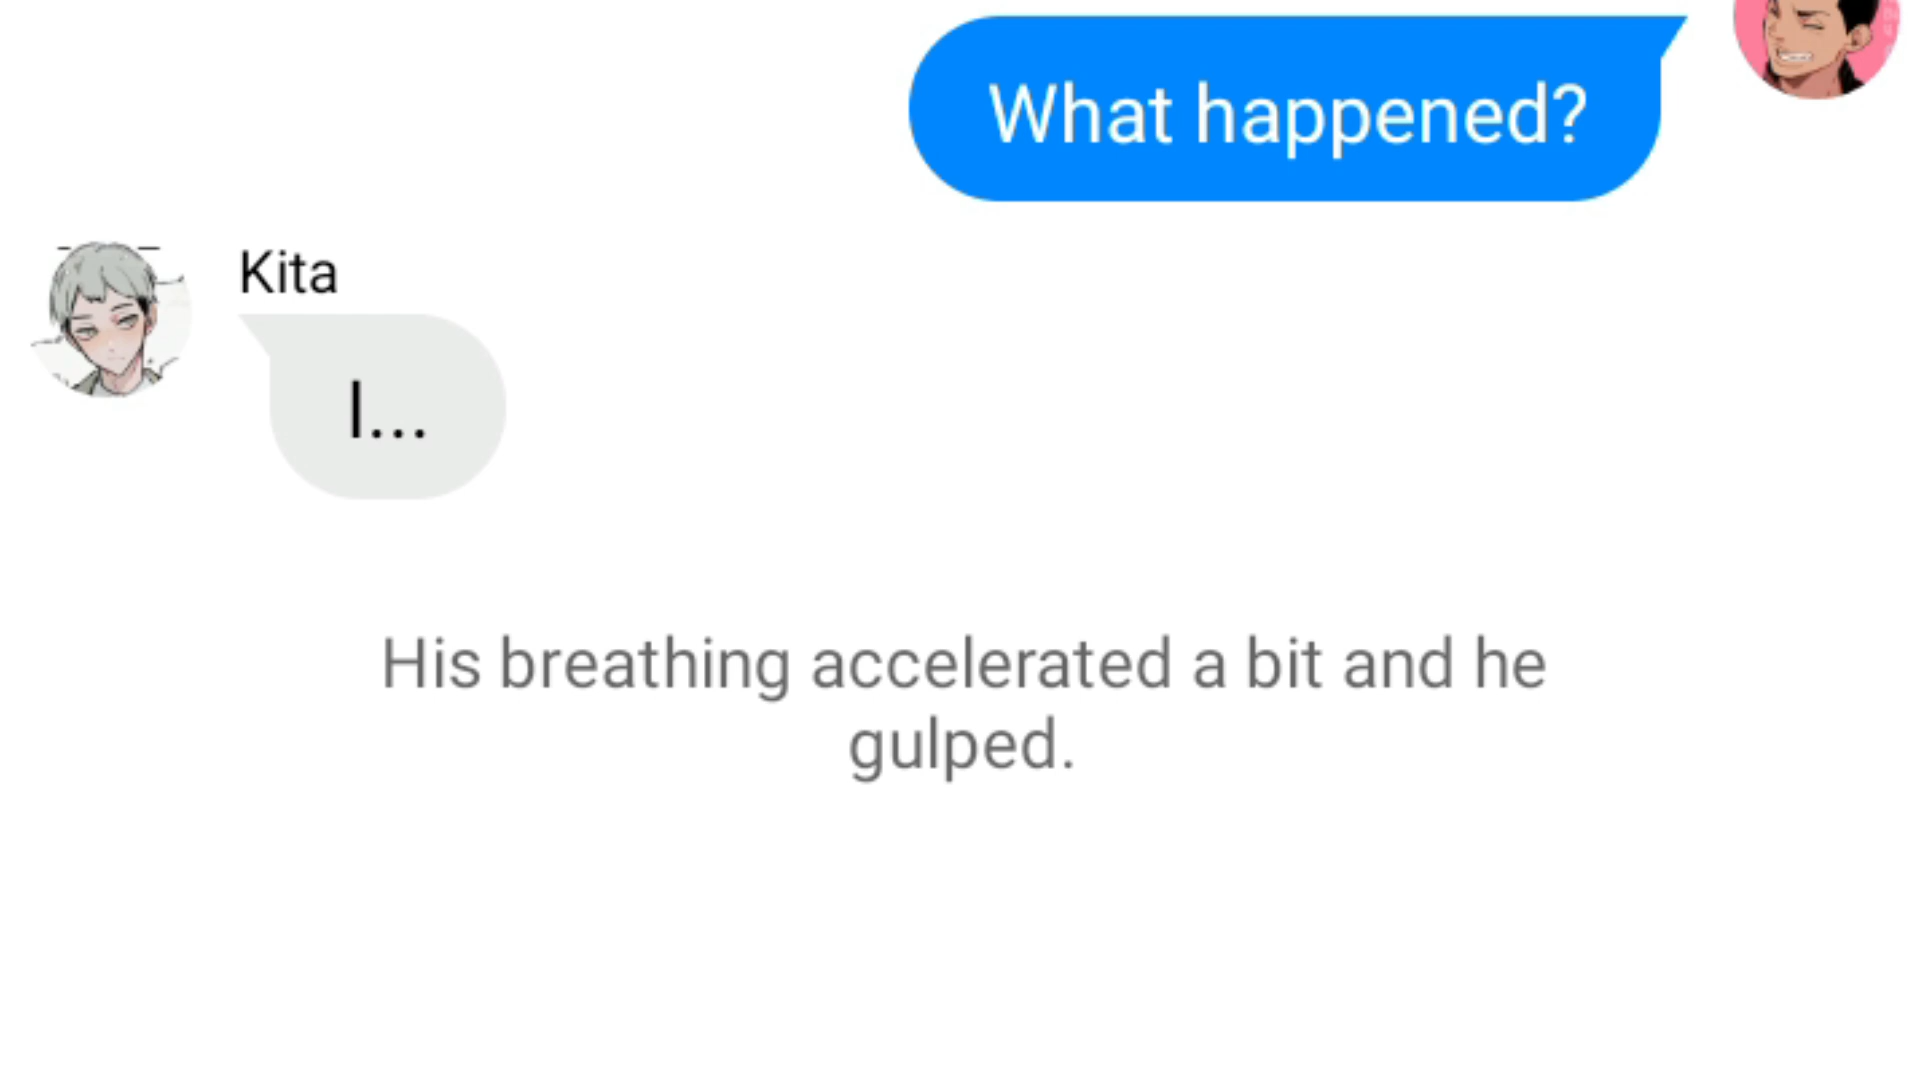 What happened?
Kita
I...
His breathing accelerated a bit and he
gulped.